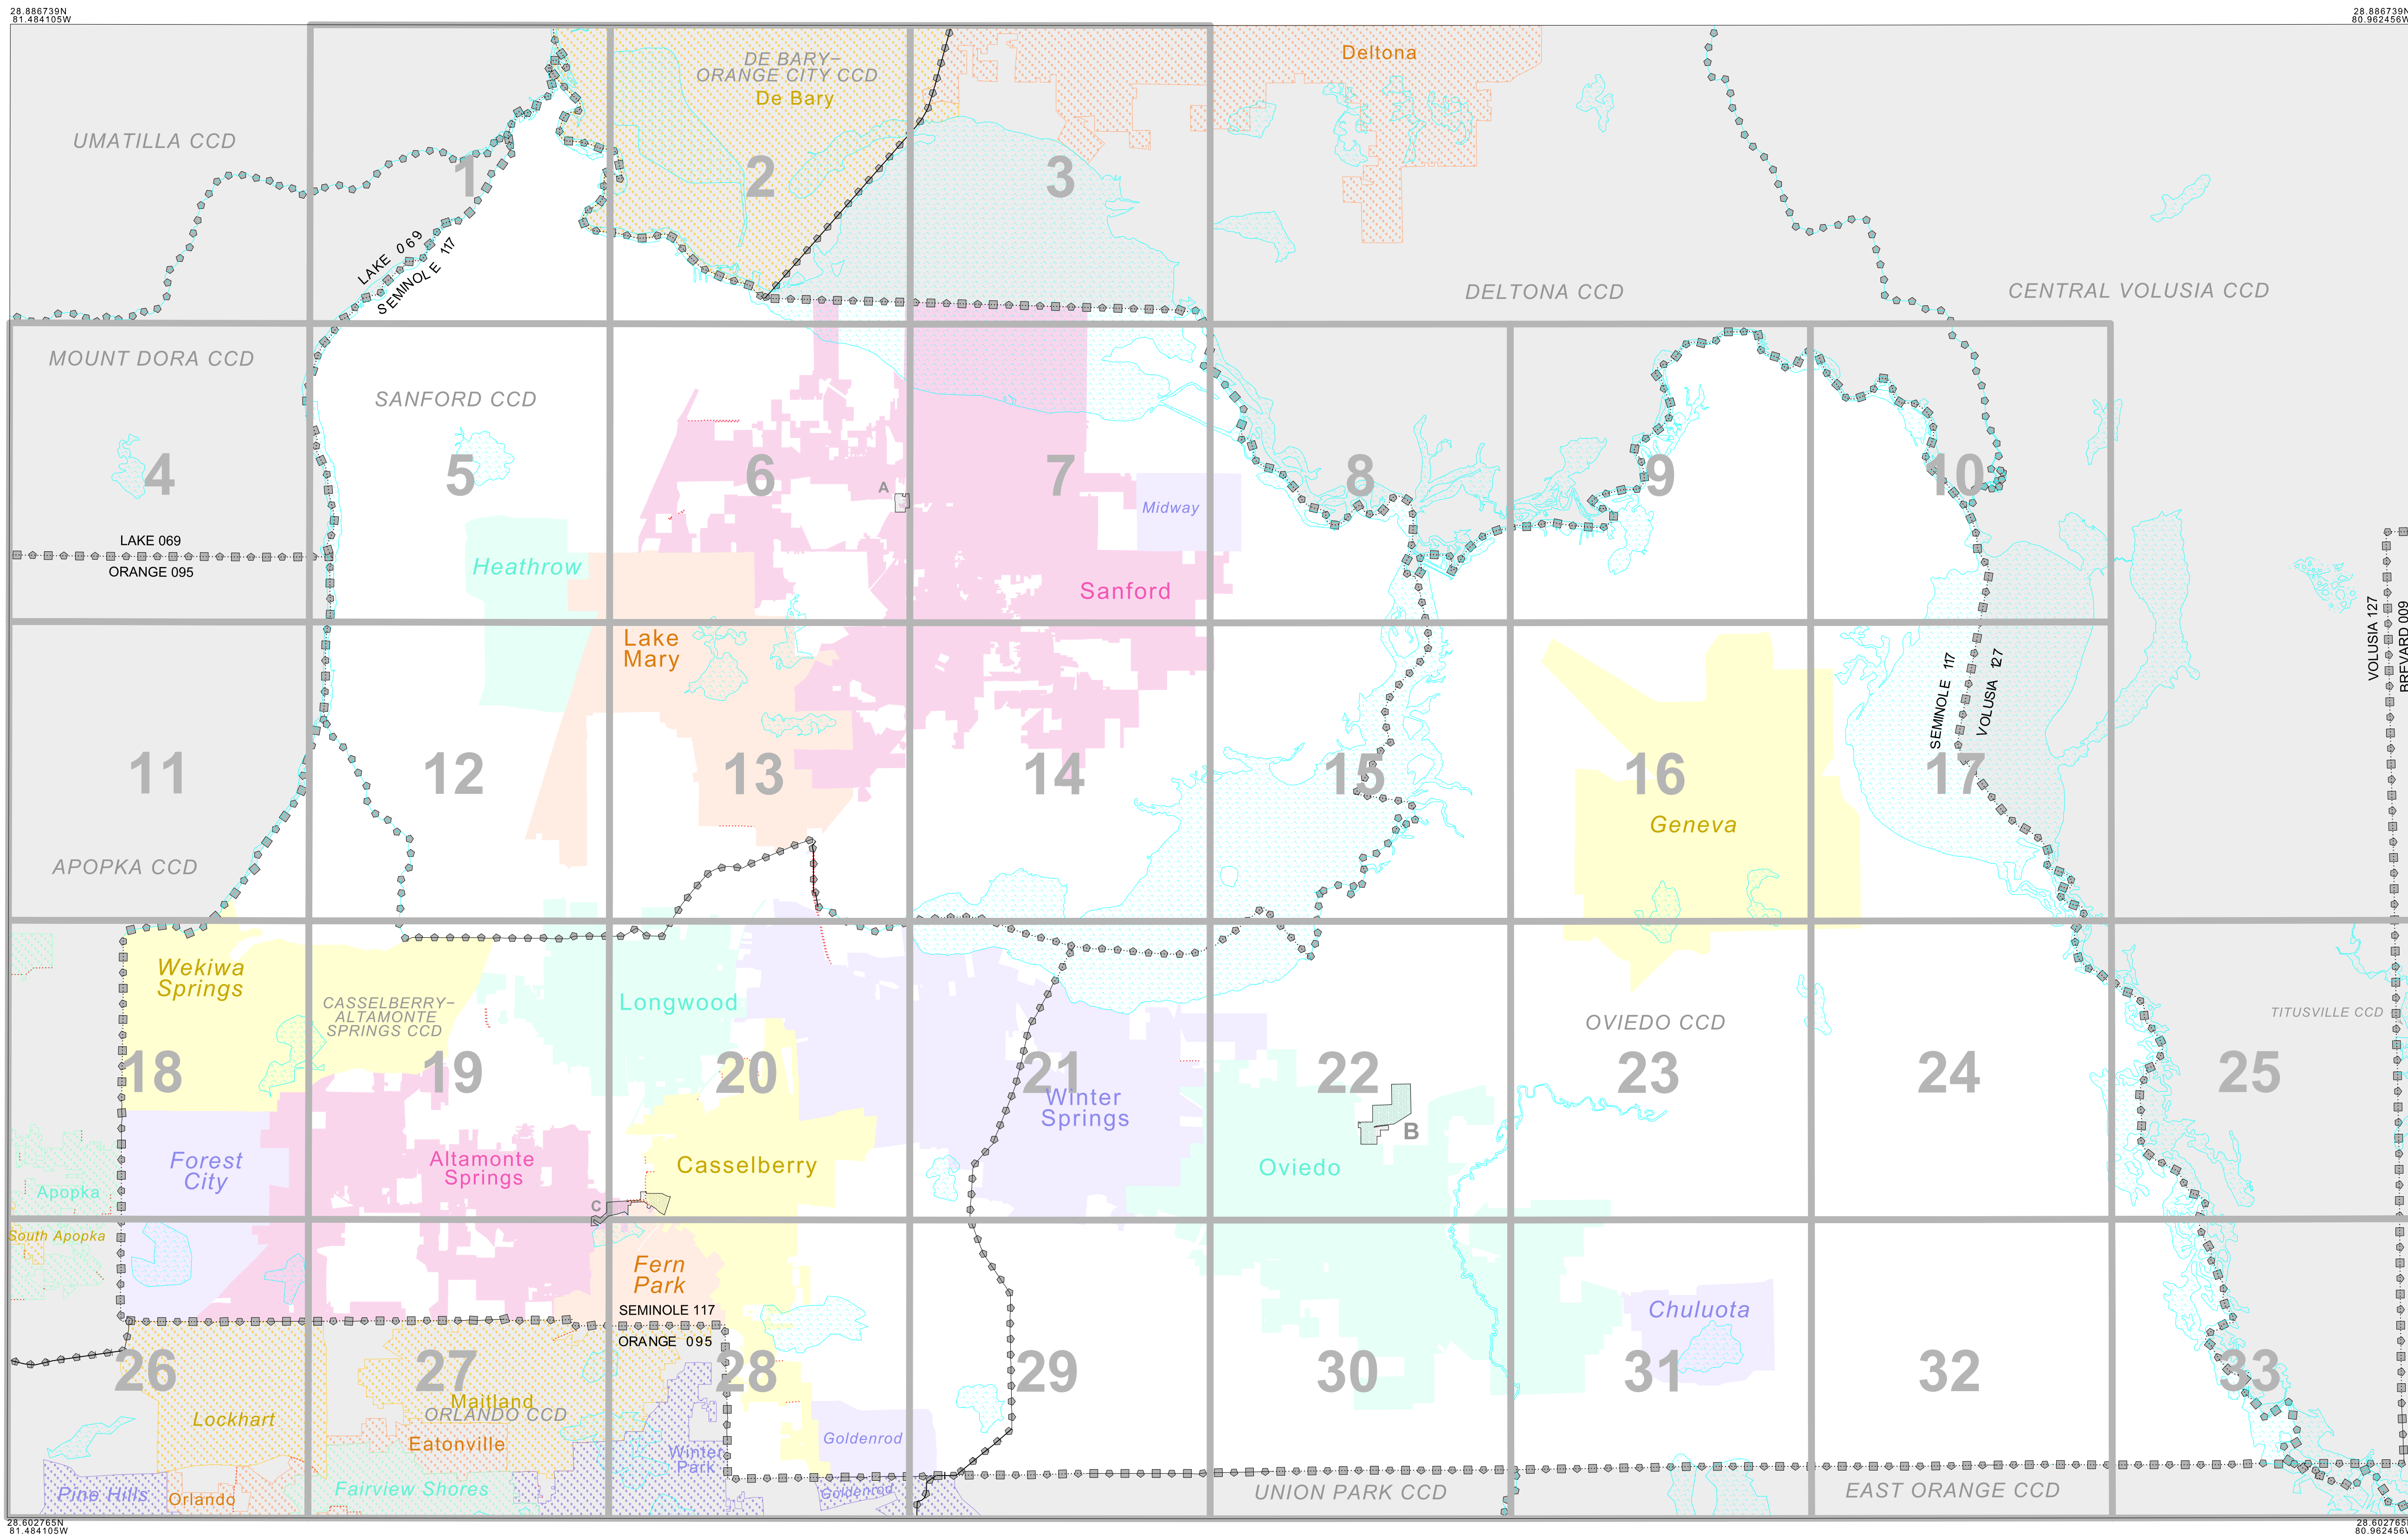 28.886739N
81.484105W
28.886739N
80.962456W
DE BARY–
ORANGE CITY CCD
De Bary
Deltona
UMATILLA CCD
1
2
3
LAKE 069
SEMINOLE 117
DELTONA CCD
CENTRAL VOLUSIA CCD
MOUNT DORA CCD
SANFORD CCD
4
5
6
7
8
9
10
A
Midway
LAKE 069
ORANGE 095
Heathrow
Sanford
VOLUSIA 127
BREVARD 009
Lake
Mary
SEMINOLE 117
VOLUSIA 127
11
12
13
14
15
16
17
Geneva
APOPKA CCD
Wekiwa
Springs
CASSELBERRY–
ALTAMONTE
SPRINGS CCD
Longwood
OVIEDO CCD
TITUSVILLE CCD
18
19
20
21
22
23
24
25
Winter
Springs
B
Forest
City
Altamonte
Springs
Casselberry
Oviedo
Apopka
C
South Apopka
Fern
Park
SEMINOLE 117
ORANGE 095
Chuluota
26
27
28
29
30
31
32
33
Maitland
ORLANDO CCD
Lockhart
Eatonville
Goldenrod
Winter
Park
Fairview Shores
Pine Hills
Orlando
Goldenrod
UNION PARK CCD
EAST ORANGE CCD
28.602765N
81.484105W
28.602765N
80.962456W